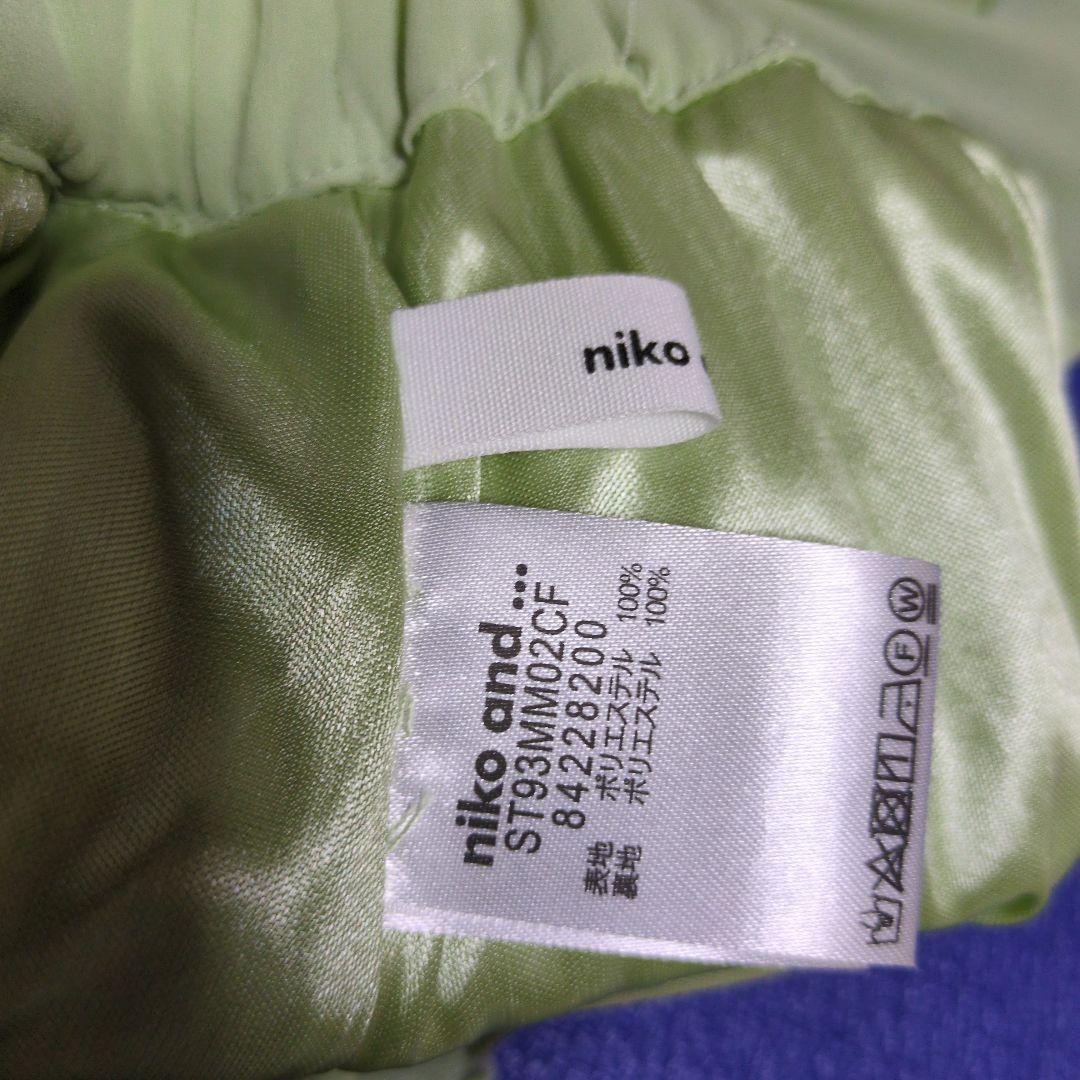 niko
niko and ...
ST93MM02CF
84228200
表地 ポリエステル 100%
裏地 ポリエステル 100%
F W